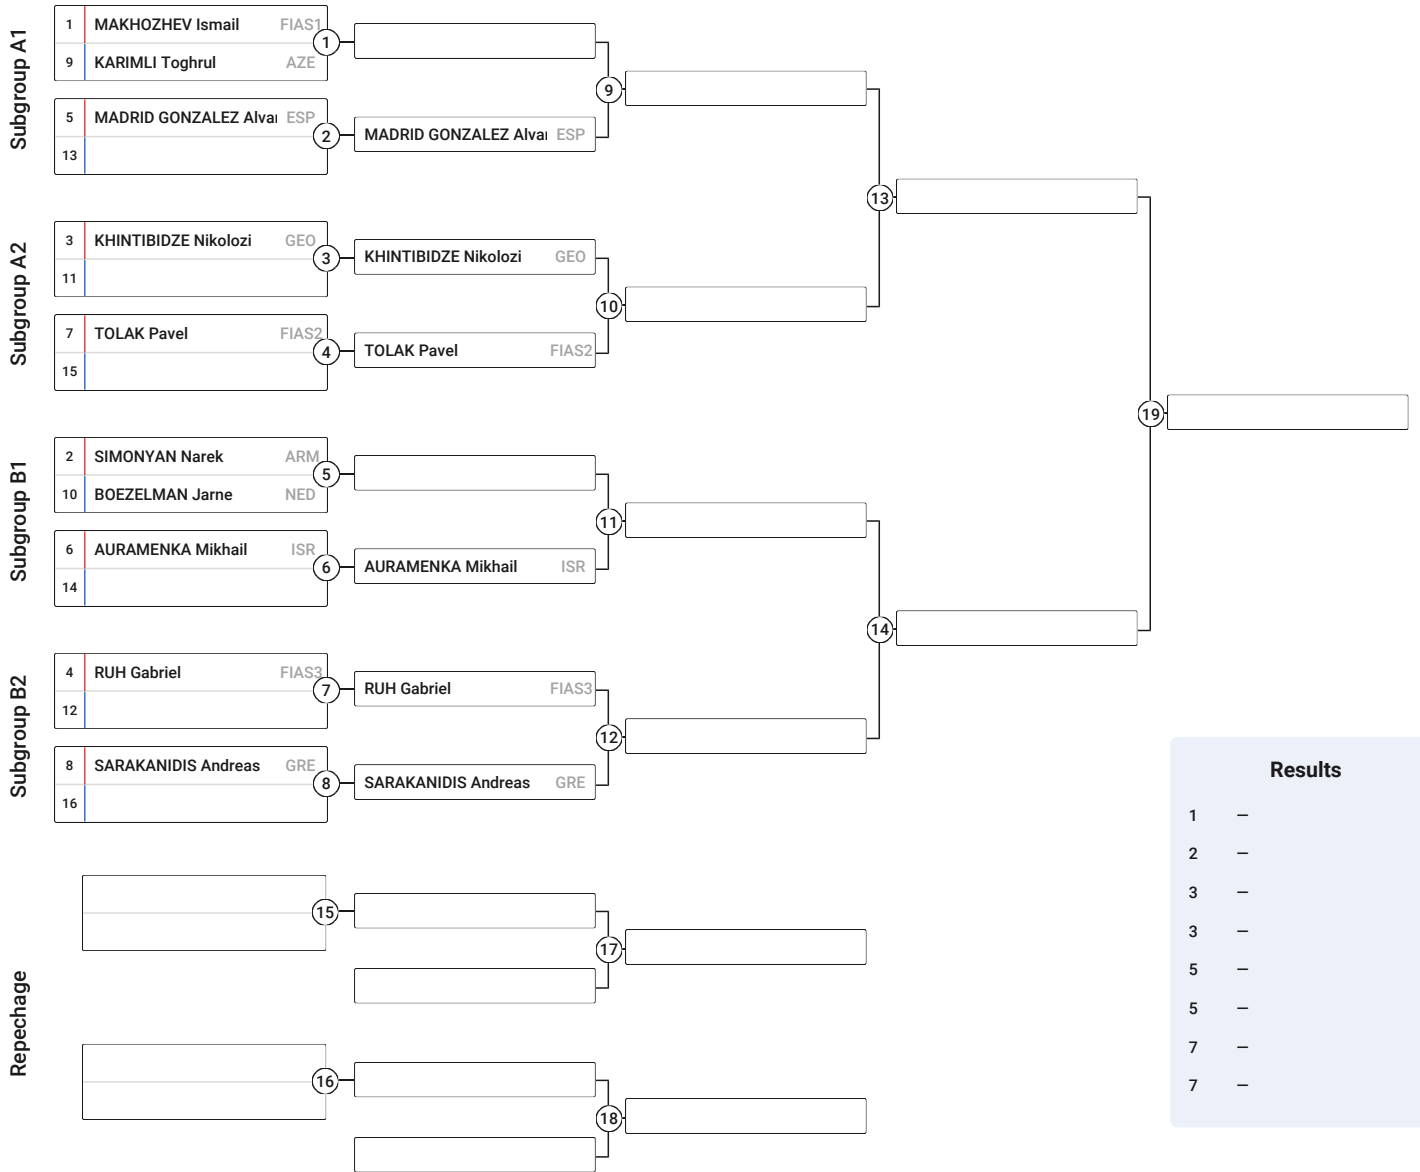 Subgroup A1
1 MAKHOZHEV Ismail FIAS1
9 KARIMLI Toghrul AZE
1
5 MADRID GONZALEZ Alvar ESP
13
2
MADRID GONZALEZ Alvar ESP
9
Subgroup A2
3 KHINTIBIDZE Nikolozi GEO
11
3
KHINTIBIDZE Nikolozi GEO
7 TOLAK Pavel FIAS2
15
4
TOLAK Pavel FIAS2
10
13
Subgroup B1
2 SIMONYAN Narek ARM
10 BOEZELMAN Jarne NED
5
6 AURAMENKA Mikhail ISR
14
6
AURAMENKA Mikhail ISR
11
Subgroup B2
4 RUH Gabriel FIAS3
12
7
RUH Gabriel FIAS3
8 SARAKANIDIS Andreas GRE
16
8
SARAKANIDIS Andreas GRE
12
14
19
Repechage
15
17
16
18
Results
1 –
2 –
3 –
3 –
5 –
5 –
7 –
7 –